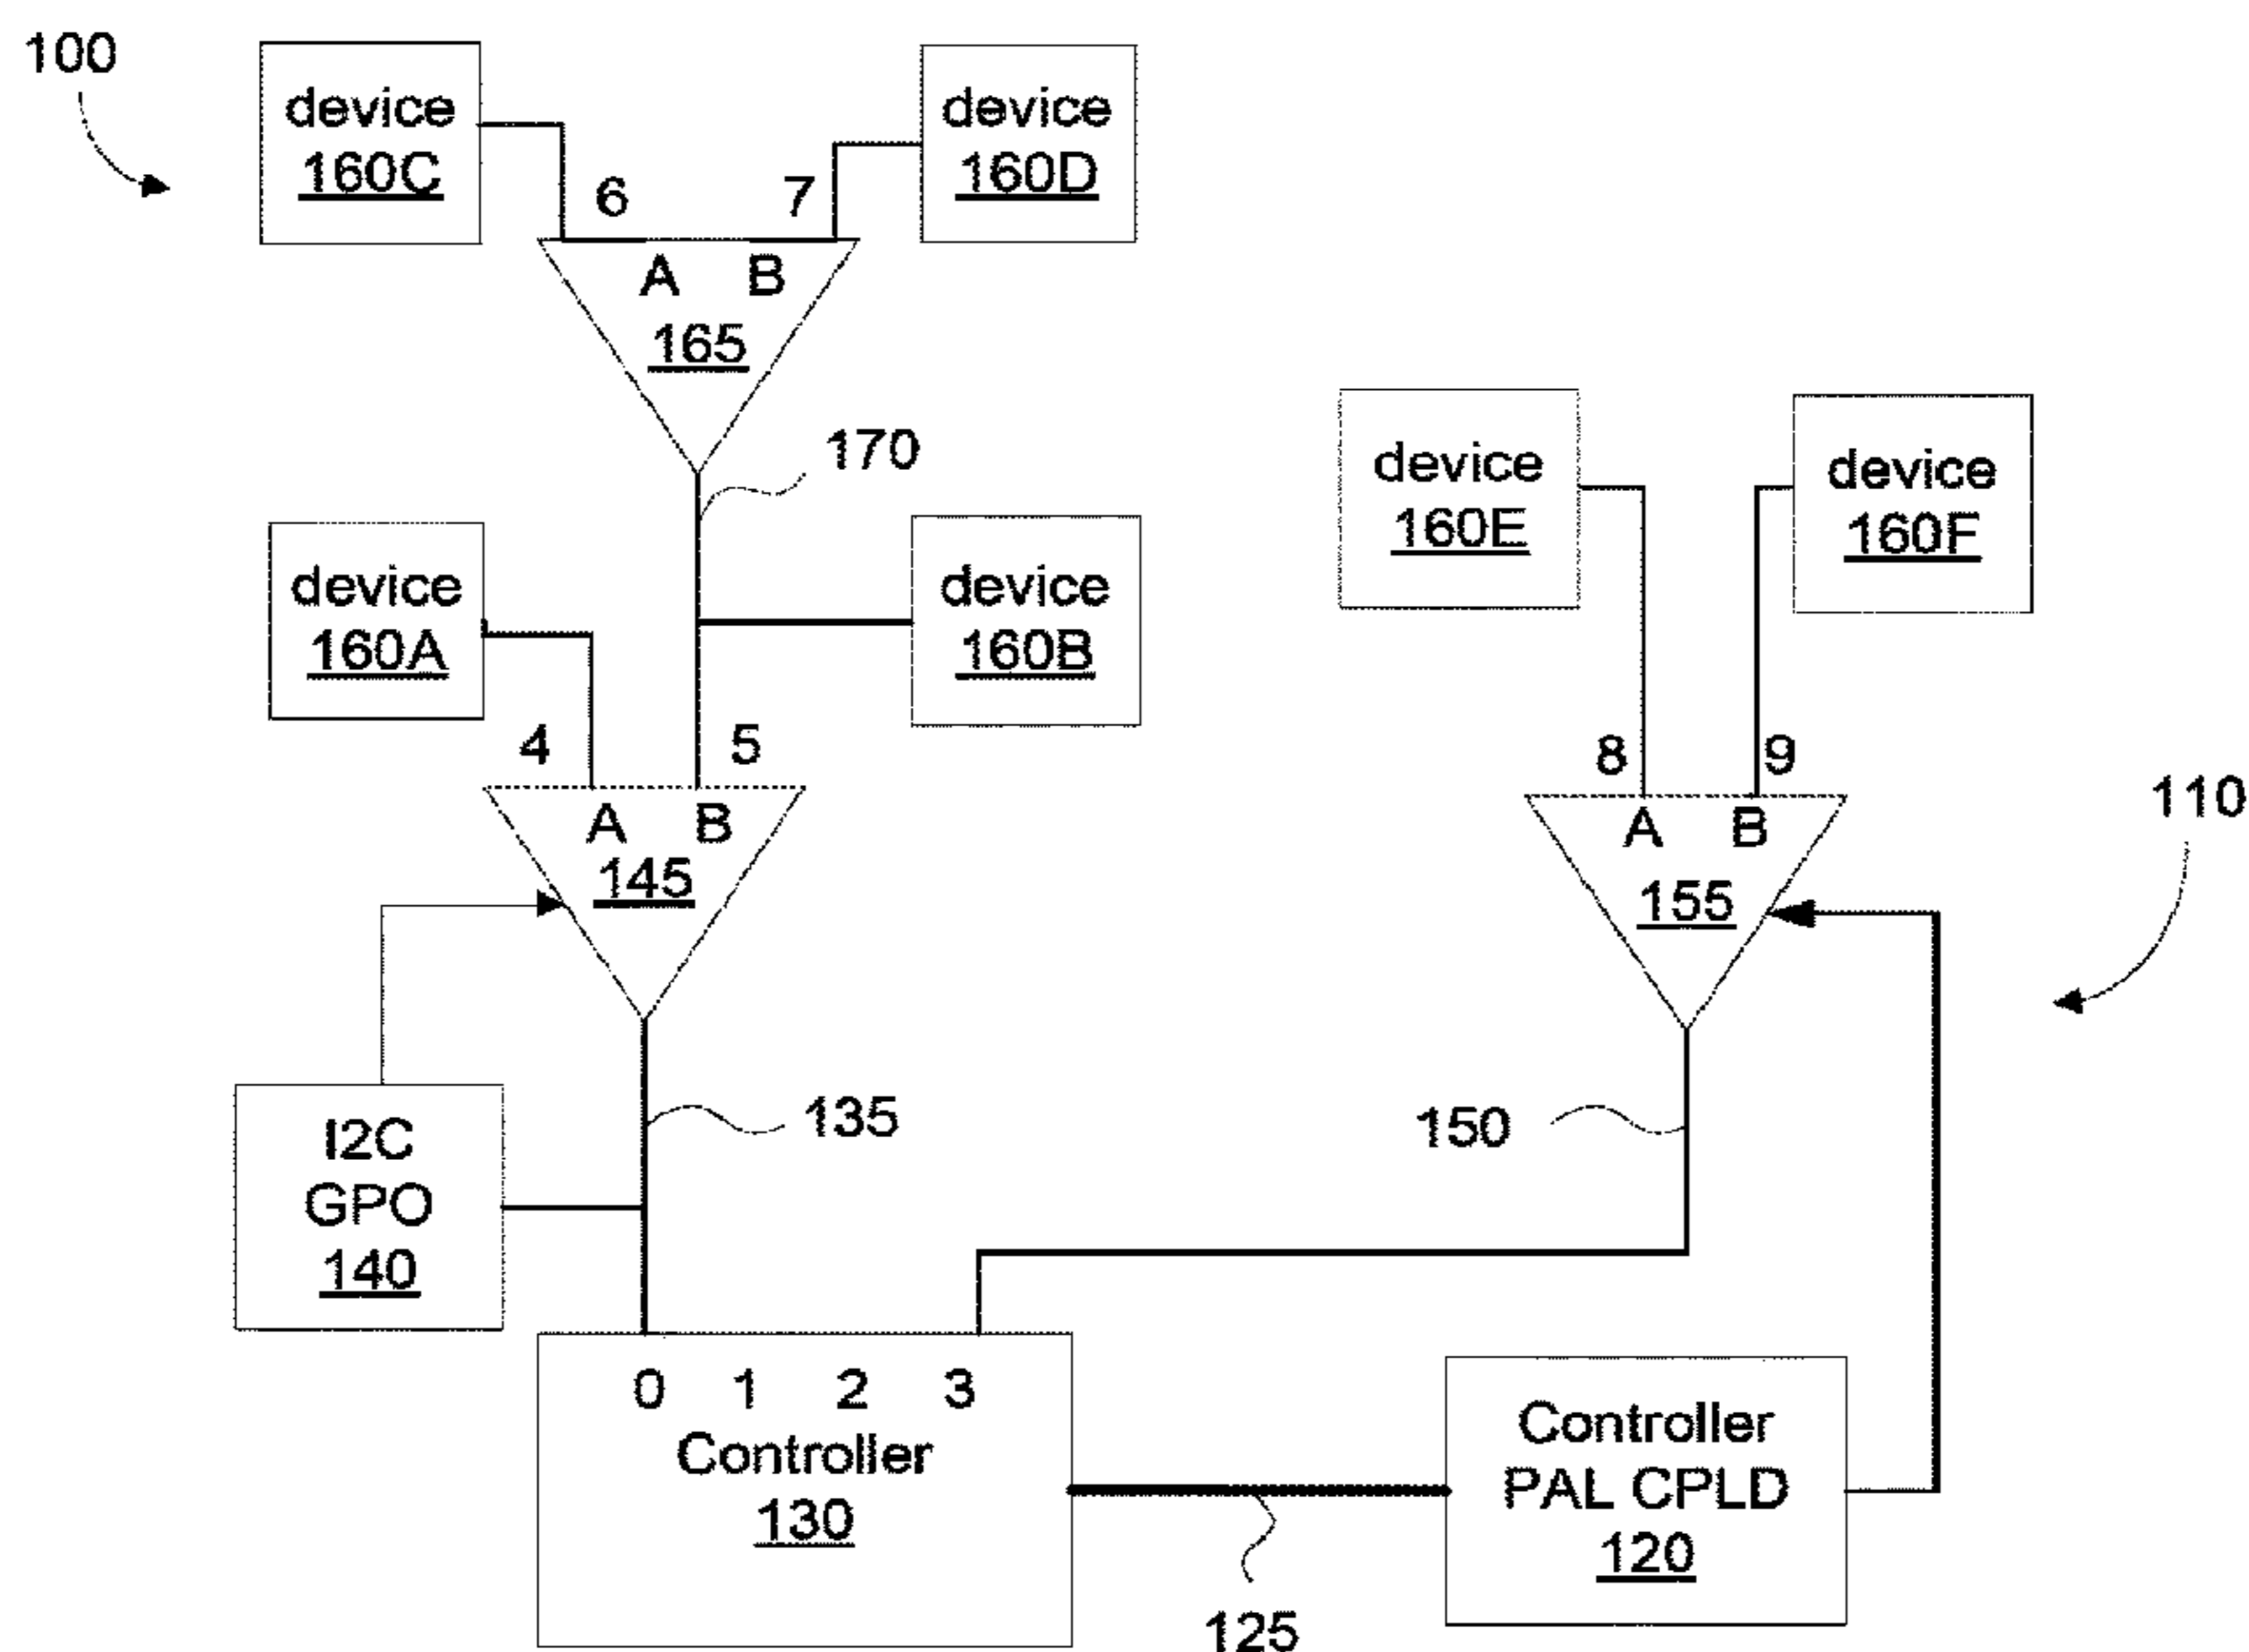 100
device
160C
device
160D
6
7
A
B
165
170
device
160E
device
160F
device
160A
device
160B
4
5
8
9
110
A
B
145
A
B
155
I2C
GPO
140
135
150
0 1 2 3
Controller
130
Controller
PAL CPLD
120
125